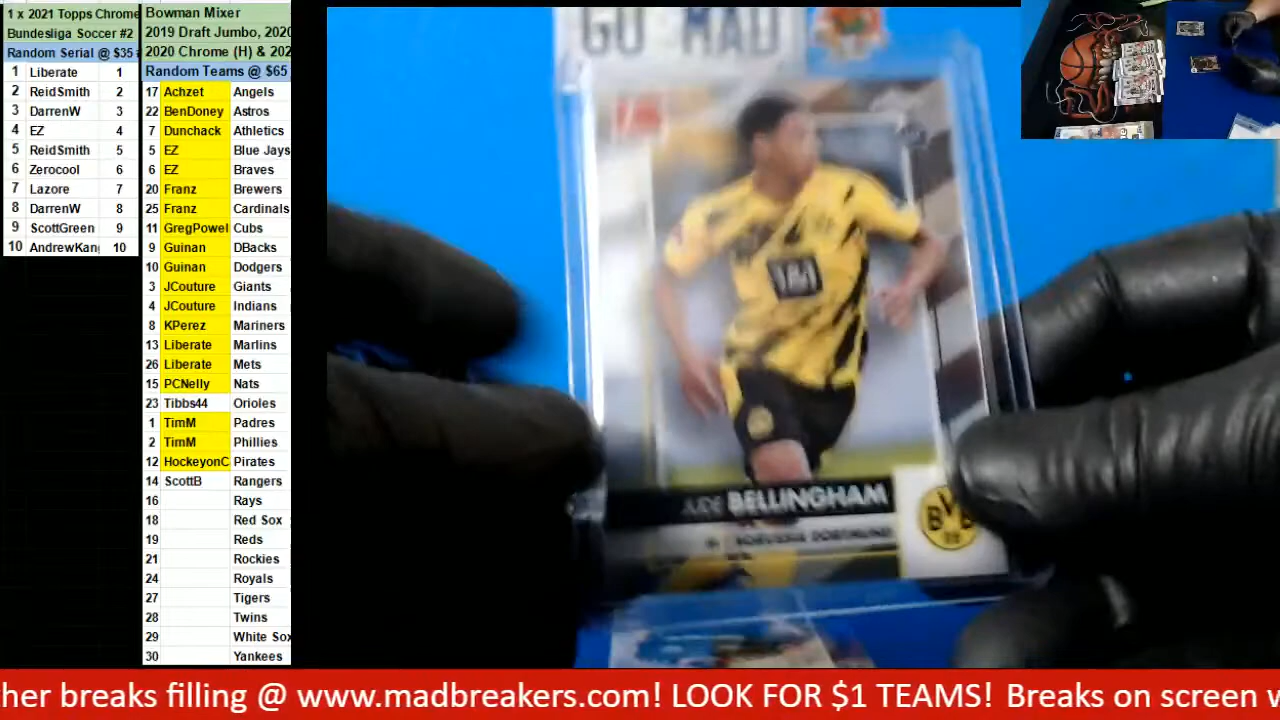 1 x 2021 Topps Chrome
Bundesliga Soccer #2
Random Serial @ $35
1 Liberate 1
2 ReidSmith 2
3 DarrenW 3
4 EZ 4
5 ReidSmith 5
6 Zerocool 6
7 Lazore 7
8 DarrenW 8
9 ScottGreen 9
10 AndrewKan 10
Bowman Mixer
2019 Draft Jumbo, 2020
2020 Chrome (H) & 202
Random Teams @ $65
17 Achzet Angels
22 BenDoney Astros
7 Dunchack Athletics
5 EZ Blue Jays
6 EZ Braves
20 Franz Brewers
25 Franz Cardinals
11 GregPowel Cubs
9 Guinan DBacks
10 Guinan Dodgers
3 JCouture Giants
4 JCouture Indians
8 KPerez Mariners
13 Liberate Marlins
26 Liberate Mets
15 PCNelly Nats
23 Tibbs44 Orioles
1 TimM Padres
2 TimM Phillies
12 HockeyonC Pirates
14 ScottB Rangers
16 Rays
18 Red Sox
19 Reds
21 Rockies
24 Royals
27 Tigers
28 Twins
29 White Sox
30 Yankees
GO MAD
JUDE BELLINGHAM
BORUSSIA DORTMUND
BVB
09
her breaks filling @ www.madbreakers.com! LOOK FOR $1 TEAMS! Breaks on screen w